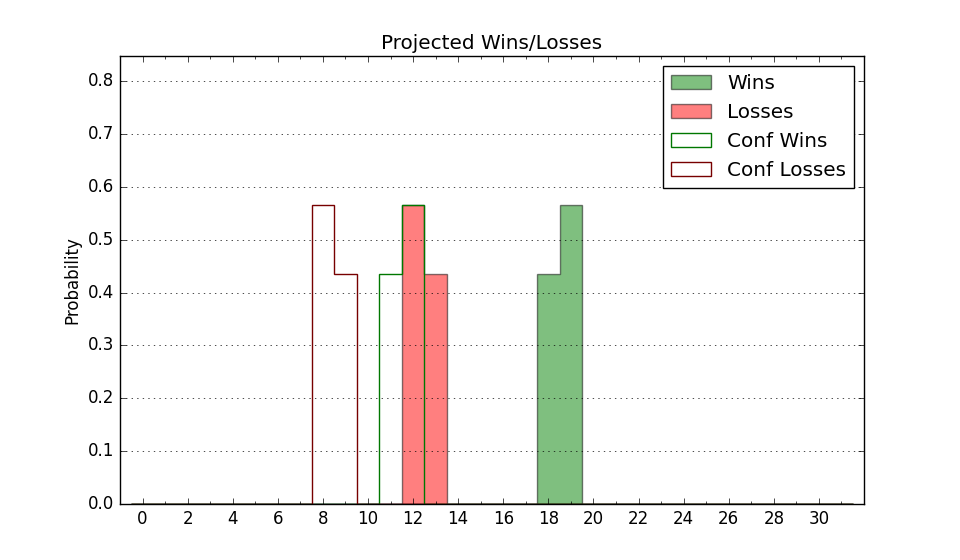 Projected Wins/Losses
Wins
Losses
Conf Wins
Conf Losses
Probability
0.8
0.7
0.6
0.5
0.4
0.3
0.2
0.1
0.0
0 2 4 6 8 10 12 14 16 18 20 22 24 26 28 30